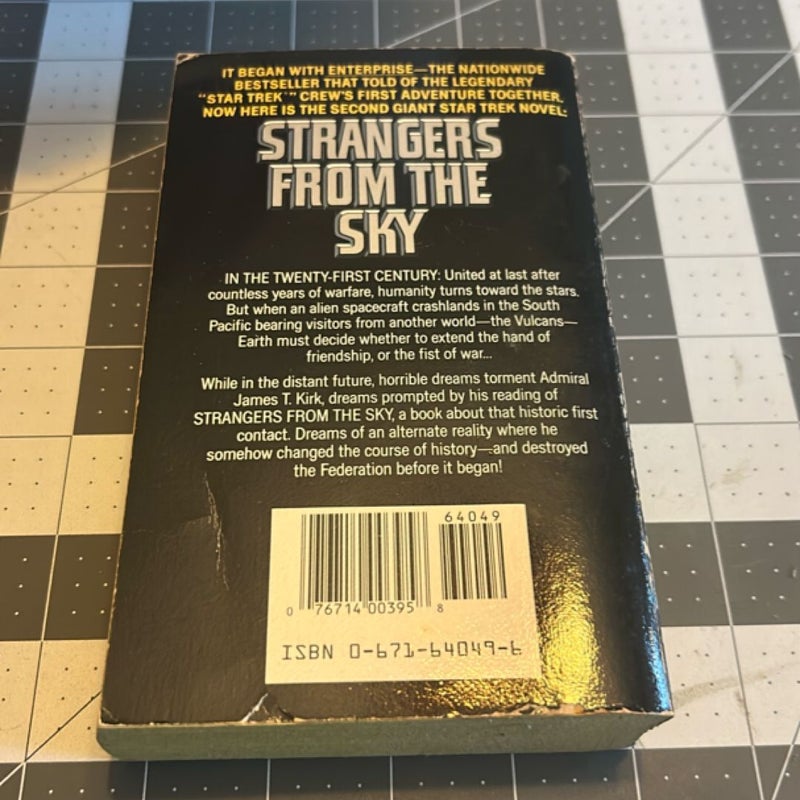 IT BEGAN WITH ENTERPRISE—THE NATIONWIDE
BESTSELLER THAT TOLD OF THE LEGENDARY
"STAR TREK'S" CREW'S FIRST ADVENTURE TOGETHER.
NOW HERE IS THE SECOND GIANT STAR TREK NOVEL:
STRANGERS
FROM THE
SKY
IN THE TWENTY-FIRST CENTURY: United at last after
countless years of warfare, humanity turns toward the stars.
But when an alien spacecraft crashlands in the South
Pacific bearing visitors from another world—the Vulcans—
Earth must decide whether to extend the hand of
friendship, or the fist of war...
While in the distant future, horrible dreams torment Admiral
James T. Kirk, dreams prompted by his reading of
STRANGERS FROM THE SKY, a book about that historic first
contact. Dreams of an alternate reality where he
somehow changed the course of history—and destroyed
the Federation before it began!
64049
0 76714 00395 8
ISBN 0-671-64049-6